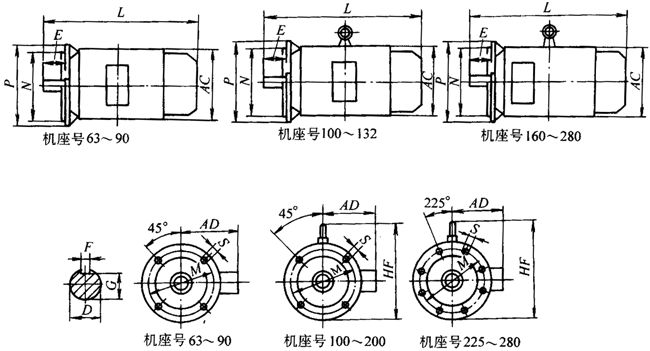 L
E
P
N
AC
机座号63～90
L
E
P
N
AC
机座号100～132
L
E
P
N
AC
机座号160～280
F
G
D
45°
AD
S
M
机座号63～90
45°
AD
S
M
HF
机座号100～200
225°
AD
S
M
HF
机座号225～280